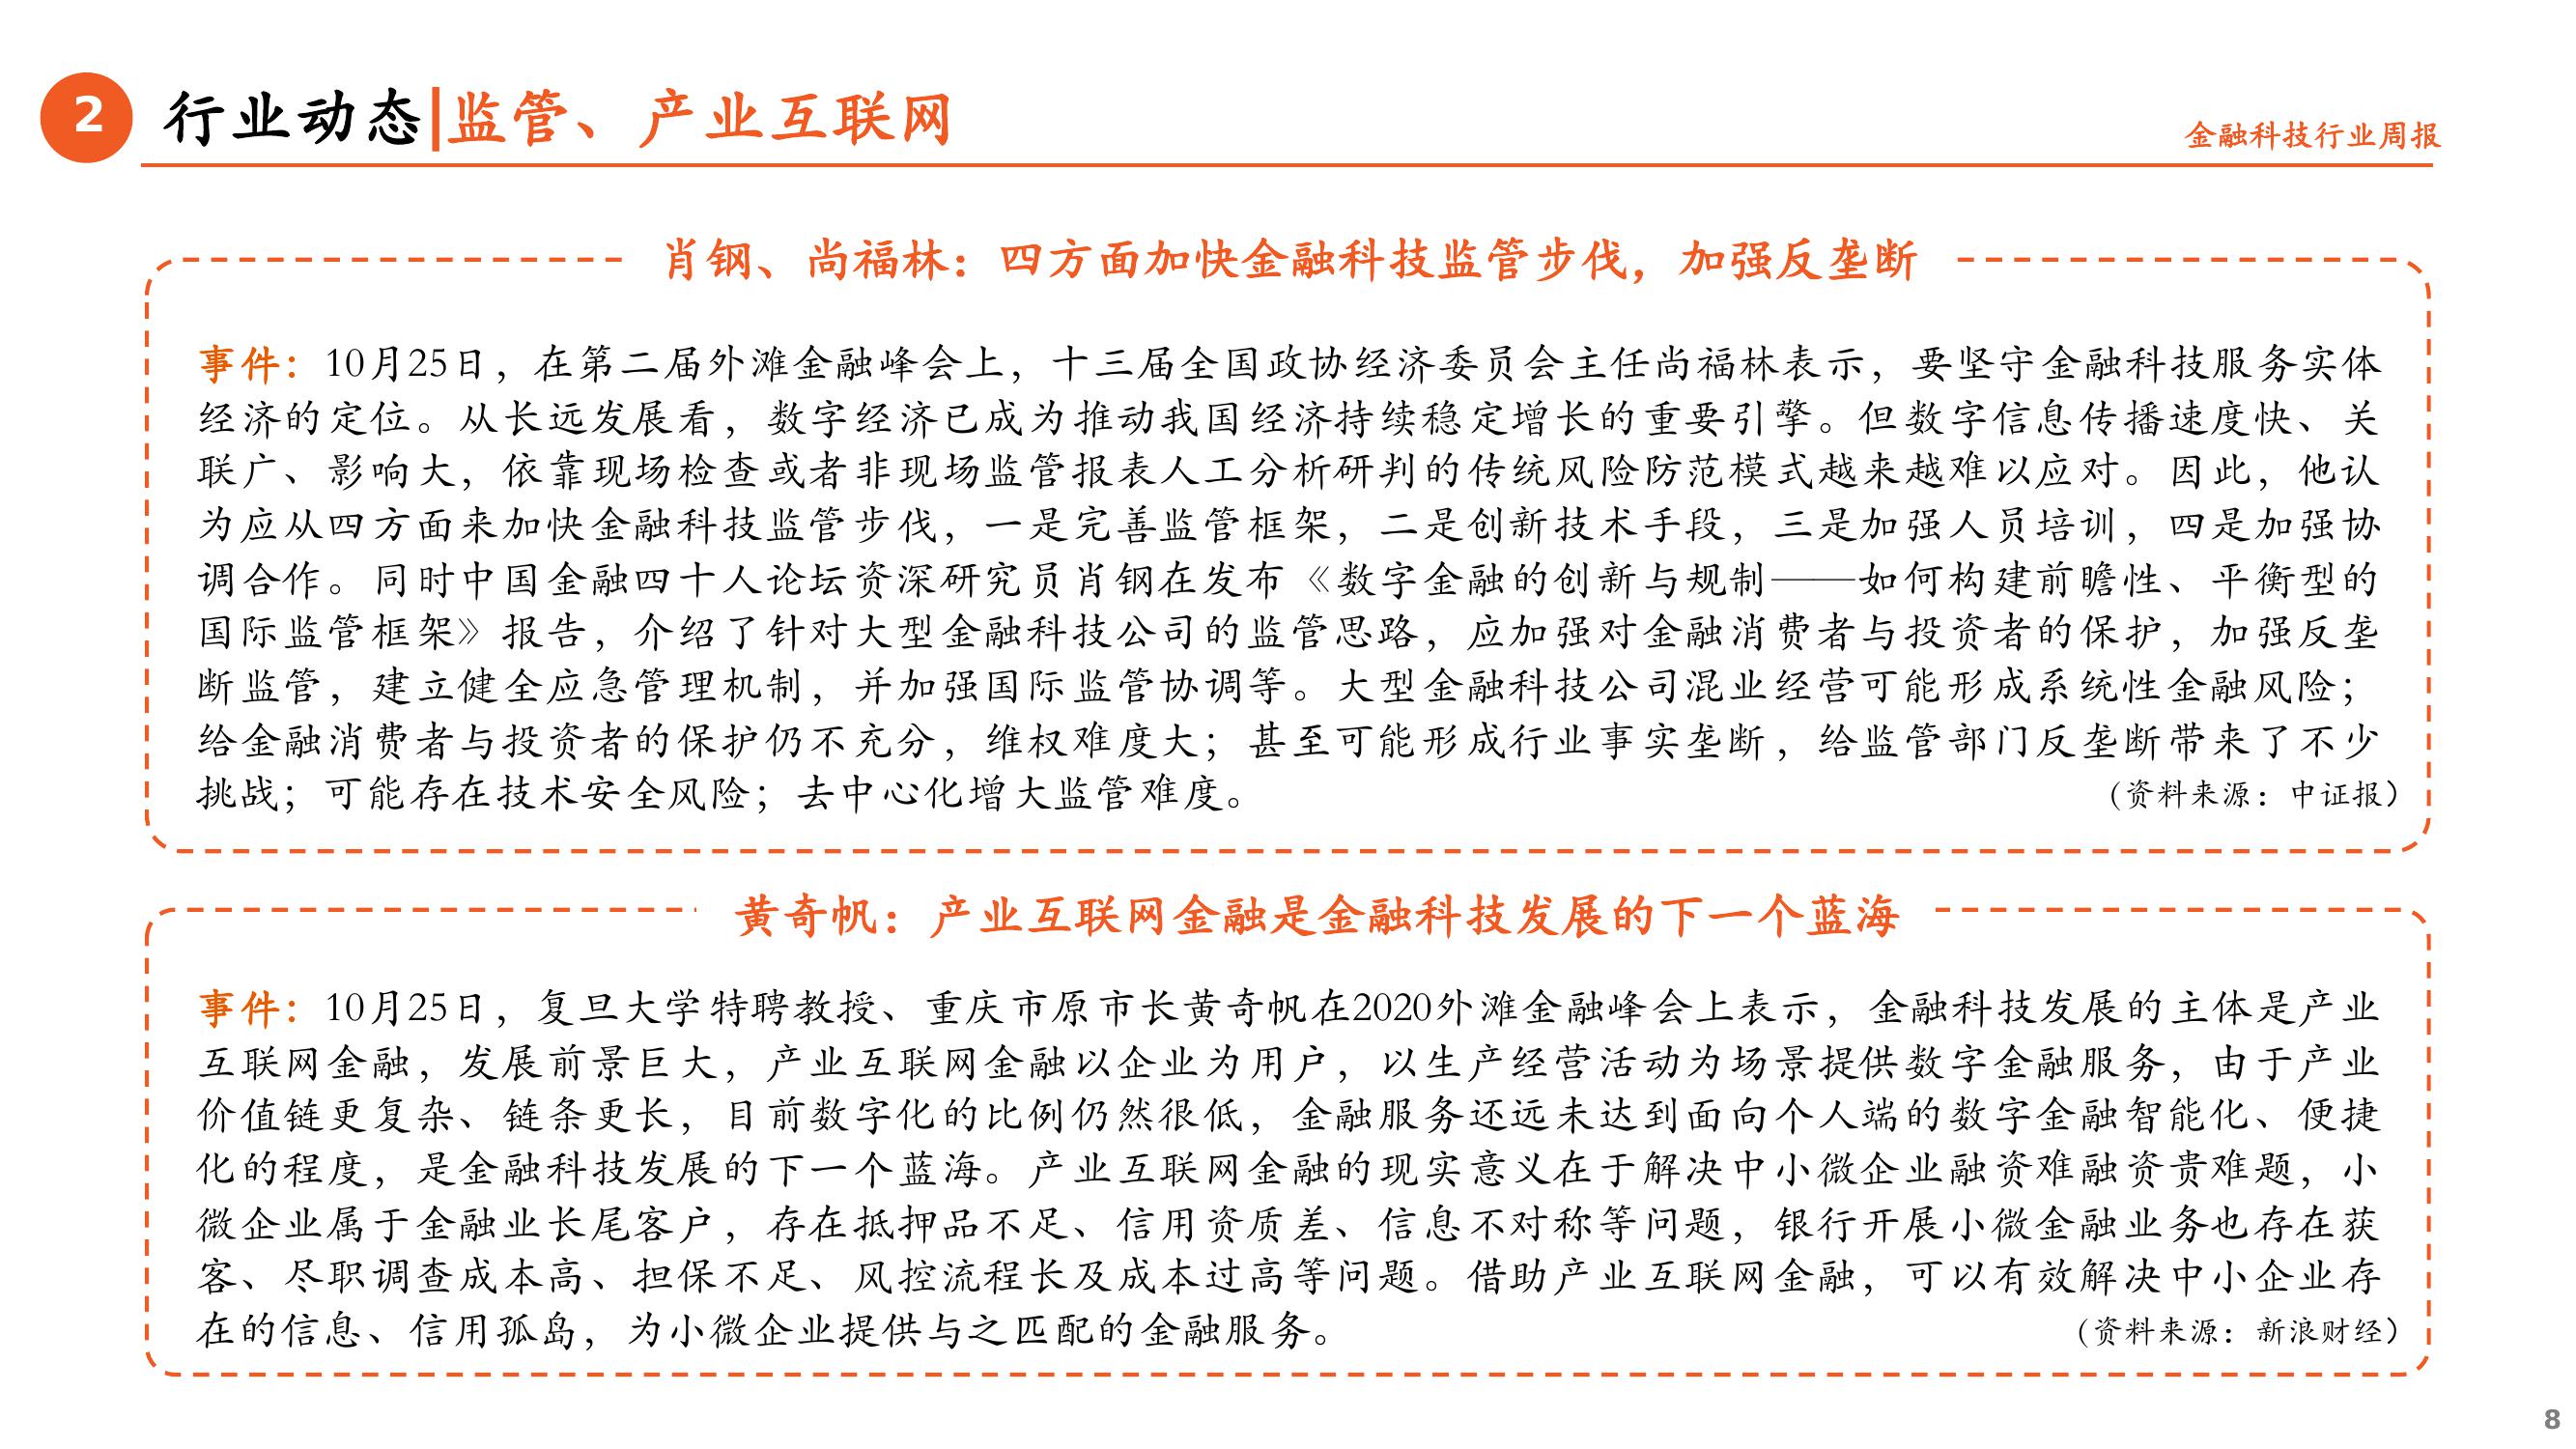 2
行业动态|监管、产业互联网
金融科技行业周报
肖钢、尚福林：四方面加快金融科技监管步伐，加强反垄断
事件：10月25日，在第二届外滩金融峰会上，十三届全国政协经济委员会主任尚福林表示，要坚守金融科技服务实体
经济的定位。从长远发展看，数字经济已成为推动我国经济持续稳定增长的重要引擎。但数字信息传播速度快、关
联广、影响大，依靠现场检查或者非现场监管报表人工分析研判的传统风险防范模式越来越难以应对。因此，他认
为应从四方面来加快金融科技监管步伐，一是完善监管框架，二是创新技术手段，三是加强人员培训，四是加强协
调合作。同时中国金融四十人论坛资深研究员肖钢在发布《数字金融的创新与规制——如何构建前瞻性、平衡型的
国际监管框架》报告，介绍了针对大型金融科技公司的监管思路，应加强对金融消费者与投资者的保护，加强反垄
断监管，建立健全应急管理机制，并加强国际监管协调等。大型金融科技公司混业经营可能形成系统性金融风险；
给金融消费者与投资者的保护仍不充分，维权难度大；甚至可能形成行业事实垄断，给监管部门反垄断带来了不少
挑战；可能存在技术安全风险；去中心化增大监管难度。
（资料来源：中证报）
黄奇帆：产业互联网金融是金融科技发展的下一个蓝海
事件：10月25日，复旦大学特聘教授、重庆市原市长黄奇帆在2020外滩金融峰会上表示，金融科技发展的主体是产业
互联网金融，发展前景巨大，产业互联网金融以企业为用户，以生产经营活动为场景提供数字金融服务，由于产业
价值链更复杂、链条更长，目前数字化的比例仍然很低，金融服务还远未达到面向个人端的数字金融智能化、便捷
化的程度，是金融科技发展的下一个蓝海。产业互联网金融的现实意义在于解决中小微企业融资难融资贵难题，小
微企业属于金融业长尾客户，存在抵押品不足、信用资质差、信息不对称等问题，银行开展小微金融业务也存在获
客、尽职调查成本高、担保不足、风控流程长及成本过高等问题。借助产业互联网金融，可以有效解决中小企业存
在的信息、信用孤岛，为小微企业提供与之匹配的金融服务。
（资料来源：新浪财经）
8